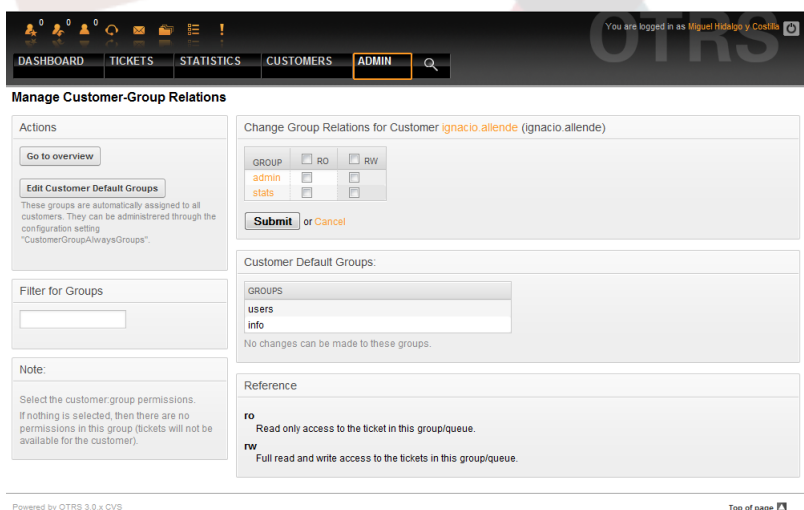 OTRS
0 0 0
You are logged in as Miguel Hidalgo y Costilla
DASHBOARD TICKETS STATISTICS CUSTOMERS ADMIN
Manage Customer-Group Relations
Actions
Go to overview
Edit Customer Default Groups
These groups are automatically assigned to all
customers. They can be administrered through the
configuration setting
"CustomerGroupAlwaysGroups".
Filter for Groups
Note:
Select the customer:group permissions.
If nothing is selected, then there are no
permissions in this group (tickets will not be
available for the customer).
Change Group Relations for Customer ignacio.allende (ignacio.allende)
GROUP RO RW
admin
stats
Submit or Cancel
Customer Default Groups:
GROUPS
users
info
No changes can be made to these groups.
Reference
ro
Read only access to the ticket in this group/queue.
rw
Full read and write access to the tickets in this group/queue.
Powered by OTRS 3.0.x CVS
Top of page